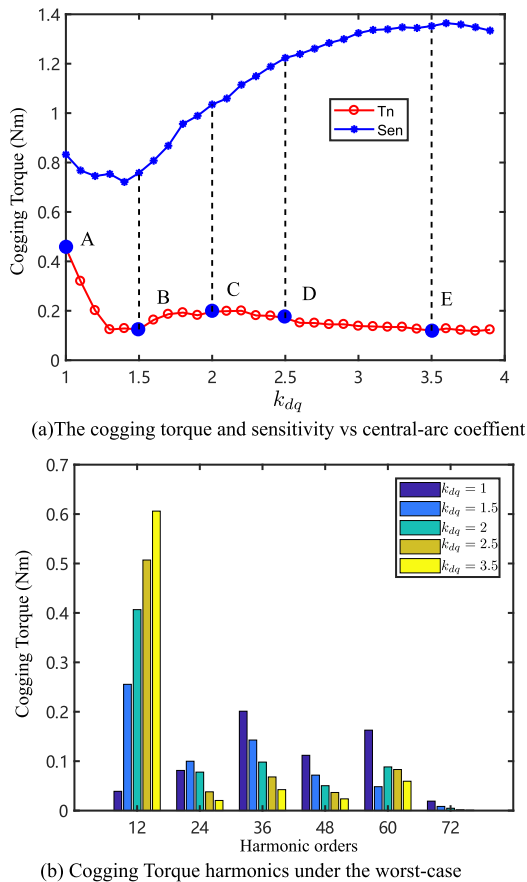 1.4
1.2
1
0.8
0.6
0.4
0.2
0
Cogging Torque (Nm)
Tn
Sen
A
B
C
D
E
1 1.5 2 2.5 3 3.5 4
k_dq
(a)The cogging torque and sensitivity vs central-arc coeffient
0.7
0.6
0.5
0.4
0.3
0.2
0.1
0
Cogging Torque (Nm)
k_dq = 1
k_dq = 1.5
k_dq = 2
k_dq = 2.5
k_dq = 3.5
12 24 36 48 60 72
Harmonic orders
(b) Cogging Torque harmonics under the worst-case